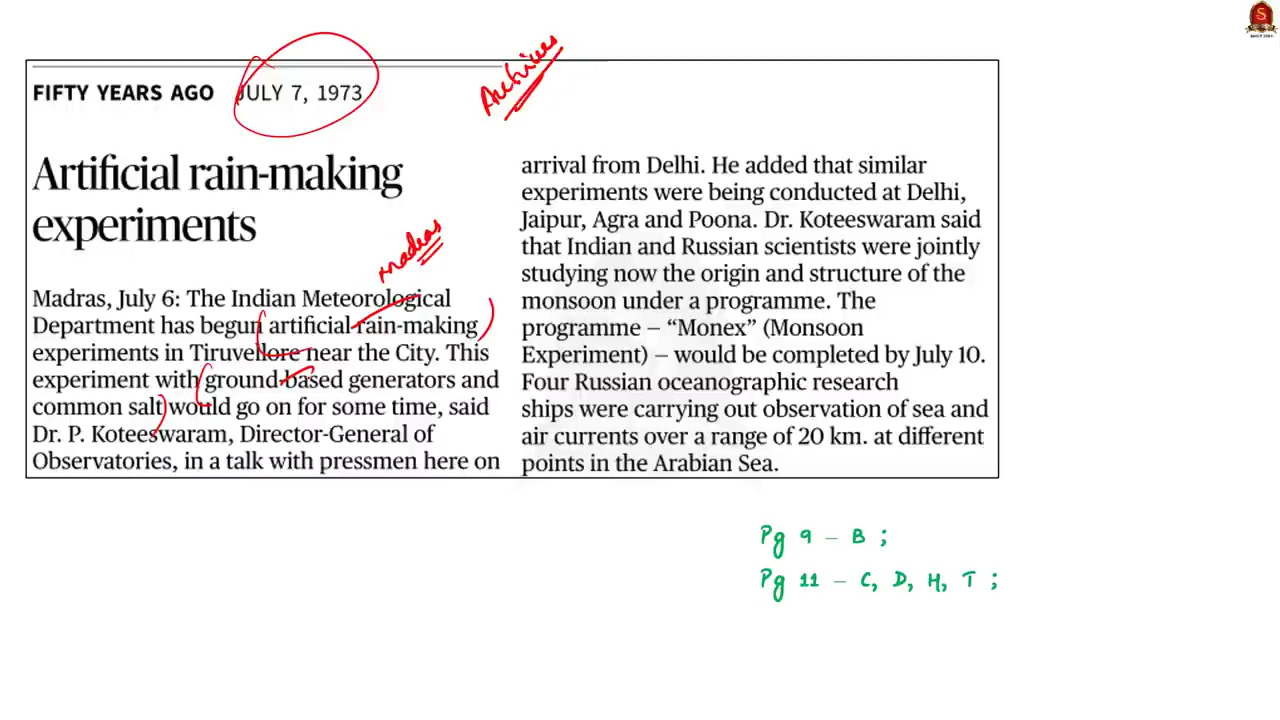 FIFTY YEARS AGO JULY 7, 1973
Archives
Artificial rain-making
experiments
Madras
Madras, July 6: The Indian Meteorological
Department has begun artificial rain-making
experiments in Tiruvellore near the City. This
experiment with ground-based generators and
common salt would go on for some time, said
Dr. P. Koteeswaram, Director-General of
Observatories, in a talk with pressmen here on
arrival from Delhi. He added that similar
experiments were being conducted at Delhi,
Jaipur, Agra and Poona. Dr. Koteeswaram said
that Indian and Russian scientists were jointly
studying now the origin and structure of the
monsoon under a programme. The
programme – “Monex” (Monsoon
Experiment) – would be completed by July 10.
Four Russian oceanographic research
ships were carrying out observation of sea and
air currents over a range of 20 km. at different
points in the Arabian Sea.
Pg 9 – B ;
Pg 11 – C, D, H, T ;